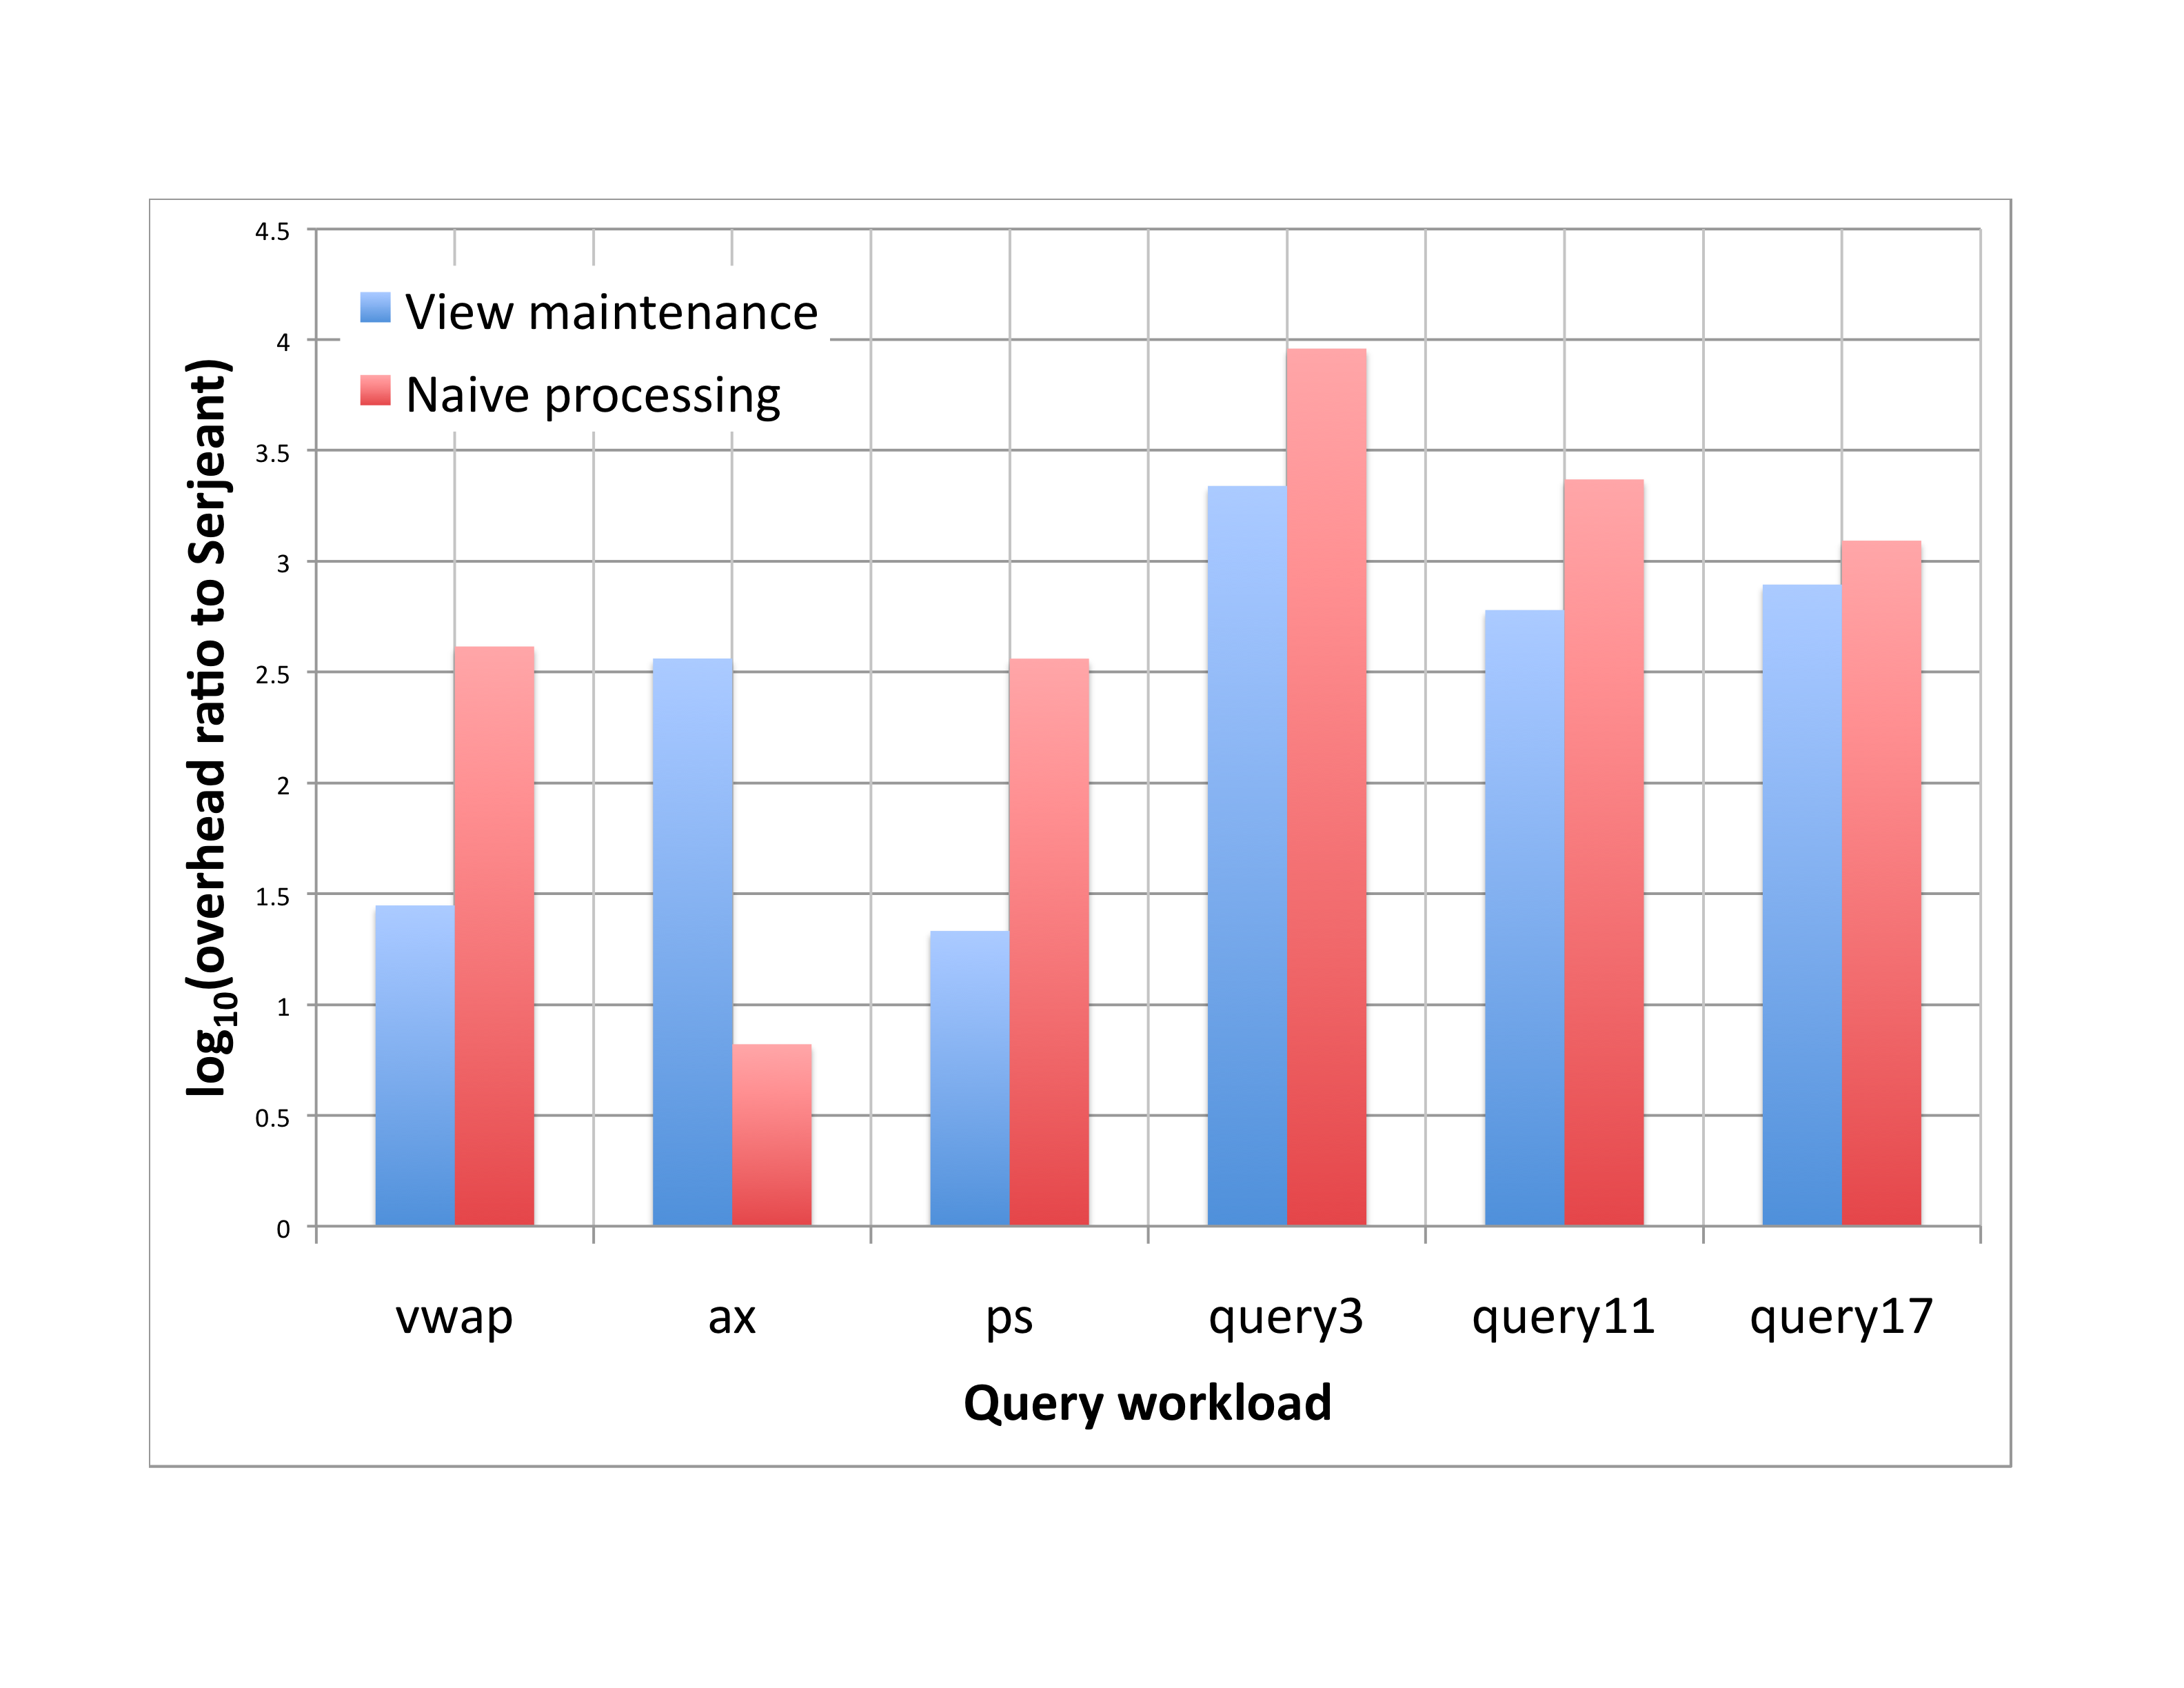 log10(overhead ratio to Serjeant)
4.5
4
3.5
3
2.5
2
1.5
1
0.5
0
View maintenance
Naive processing
vwap ax ps query3 query11 query17
Query workload